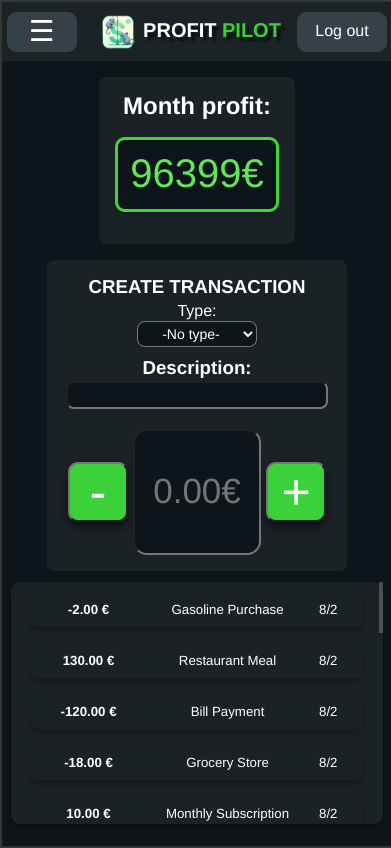 ☰ PROFIT PILOT Log out
Month profit:
96399€
CREATE TRANSACTION
Type:
-No type-
Description:
- 0.00€ +
-2.00 € Gasoline Purchase 8/2
130.00 € Restaurant Meal 8/2
-120.00 € Bill Payment 8/2
-18.00 € Grocery Store 8/2
10.00 € Monthly Subscription 8/2